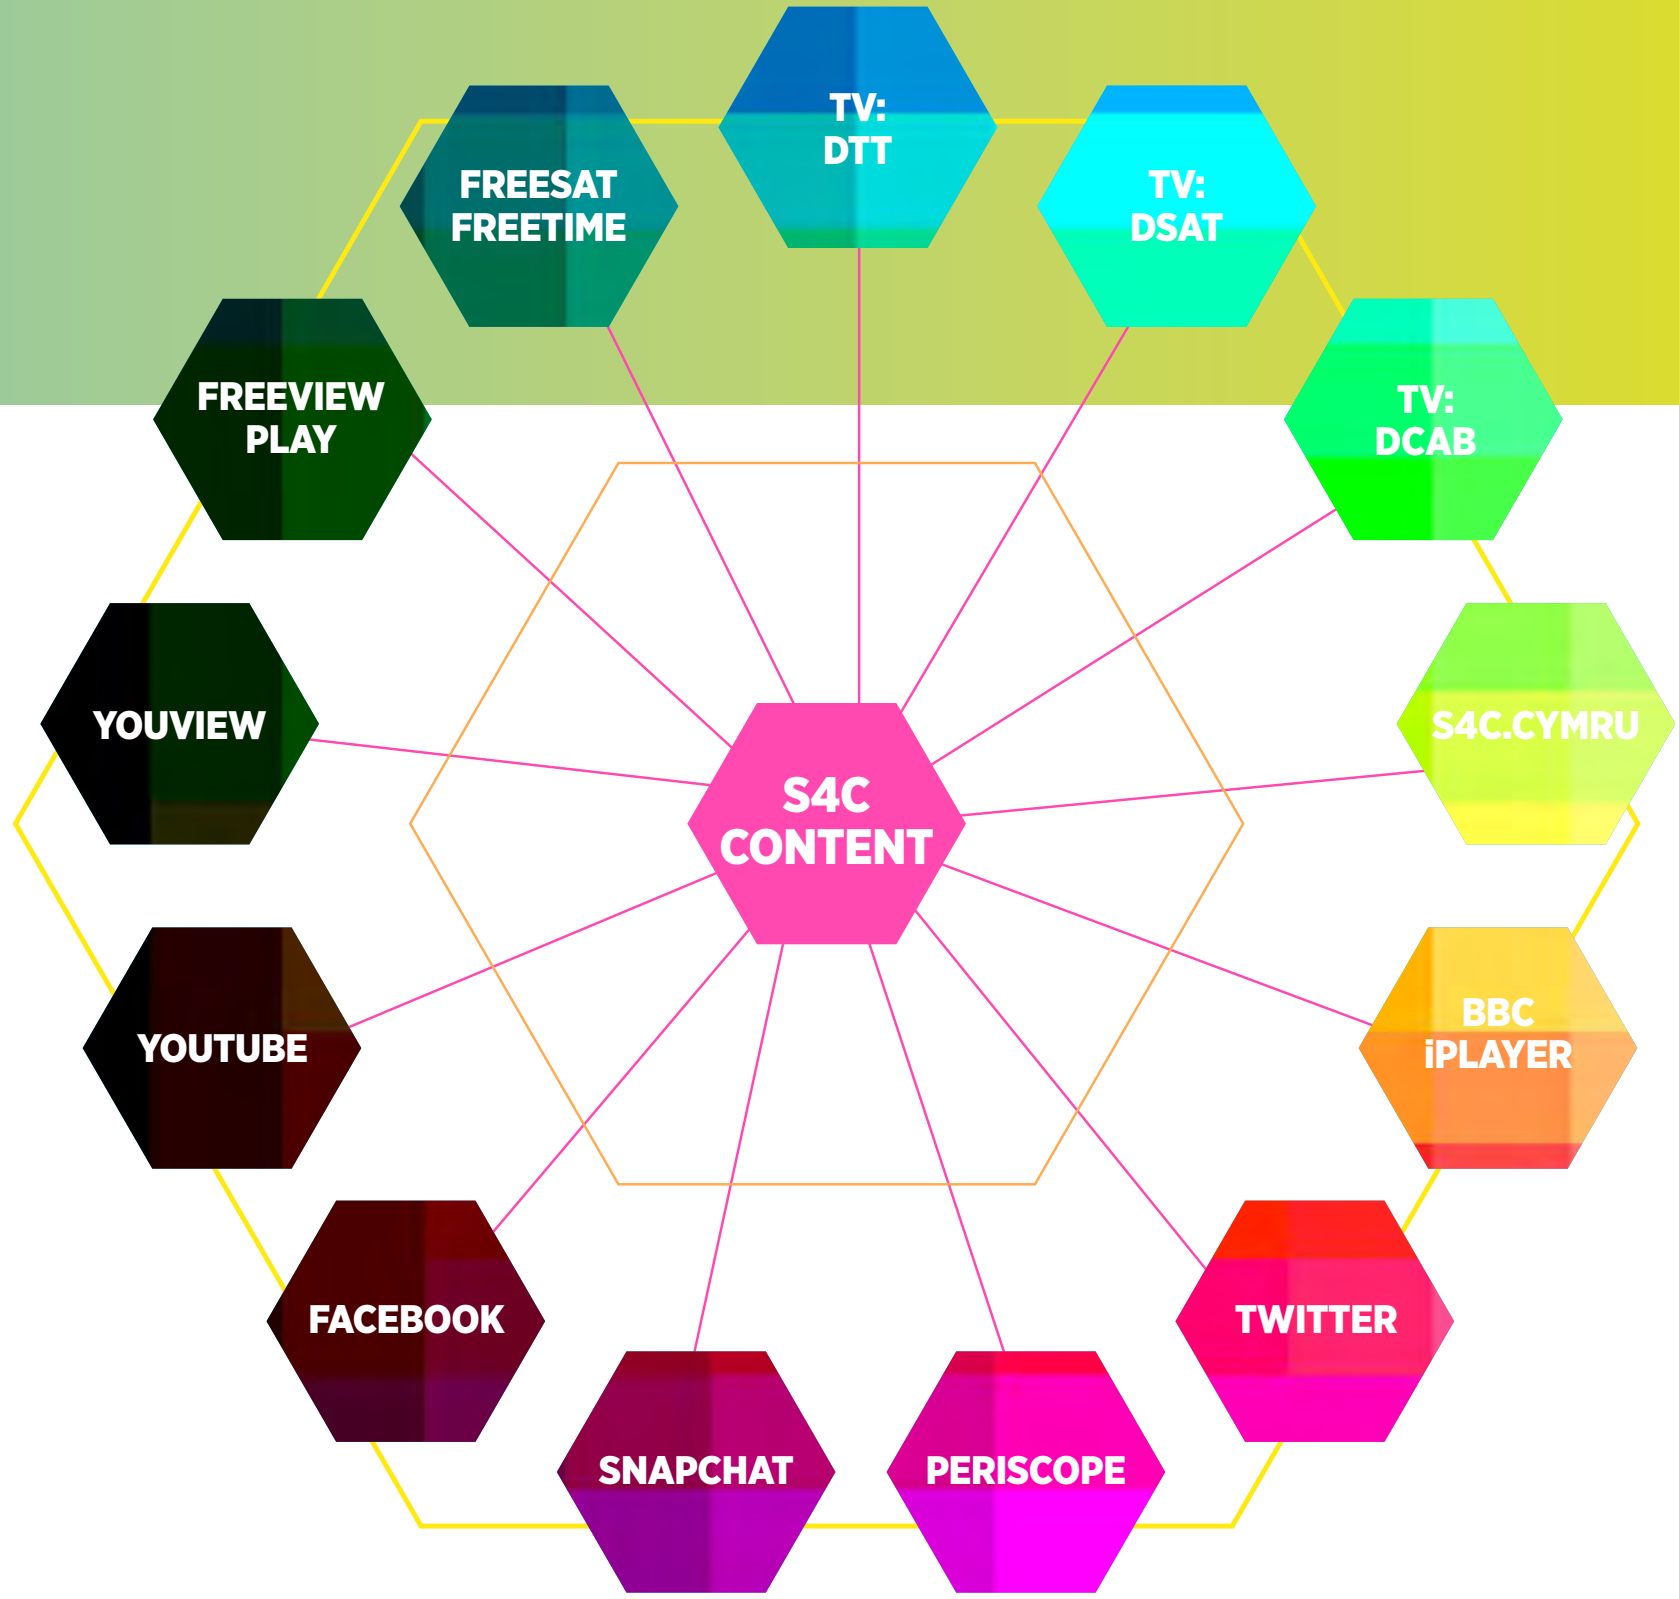 TV:
DTT
FREESAT
FREETIME
TV:
DSAT
FREEVIEW
PLAY
TV:
DCAB
YOUVIEW
S4C.CYMRU
S4C
CONTENT
YOUTUBE
BBC
iPLAYER
FACEBOOK
TWITTER
SNAPCHAT
PERISCOPE